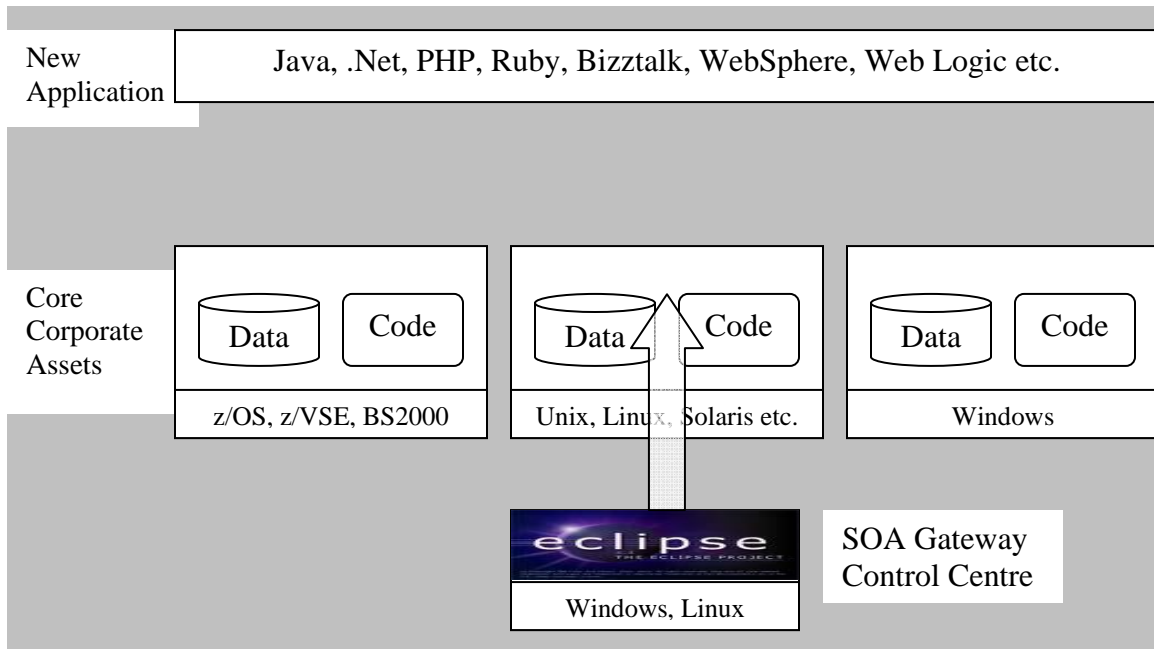 New
Application
Java, .Net, PHP, Ruby, Bizztalk, WebSphere, Web Logic etc.
Core
Corporate
Assets
Data
Code
Data
Code
Data
Code
z/OS, z/VSE, BS2000
Unix, Linux, Solaris etc.
Windows
eclipse
THE ECLIPSE PROJECT
Windows, Linux
SOA Gateway
Control Centre